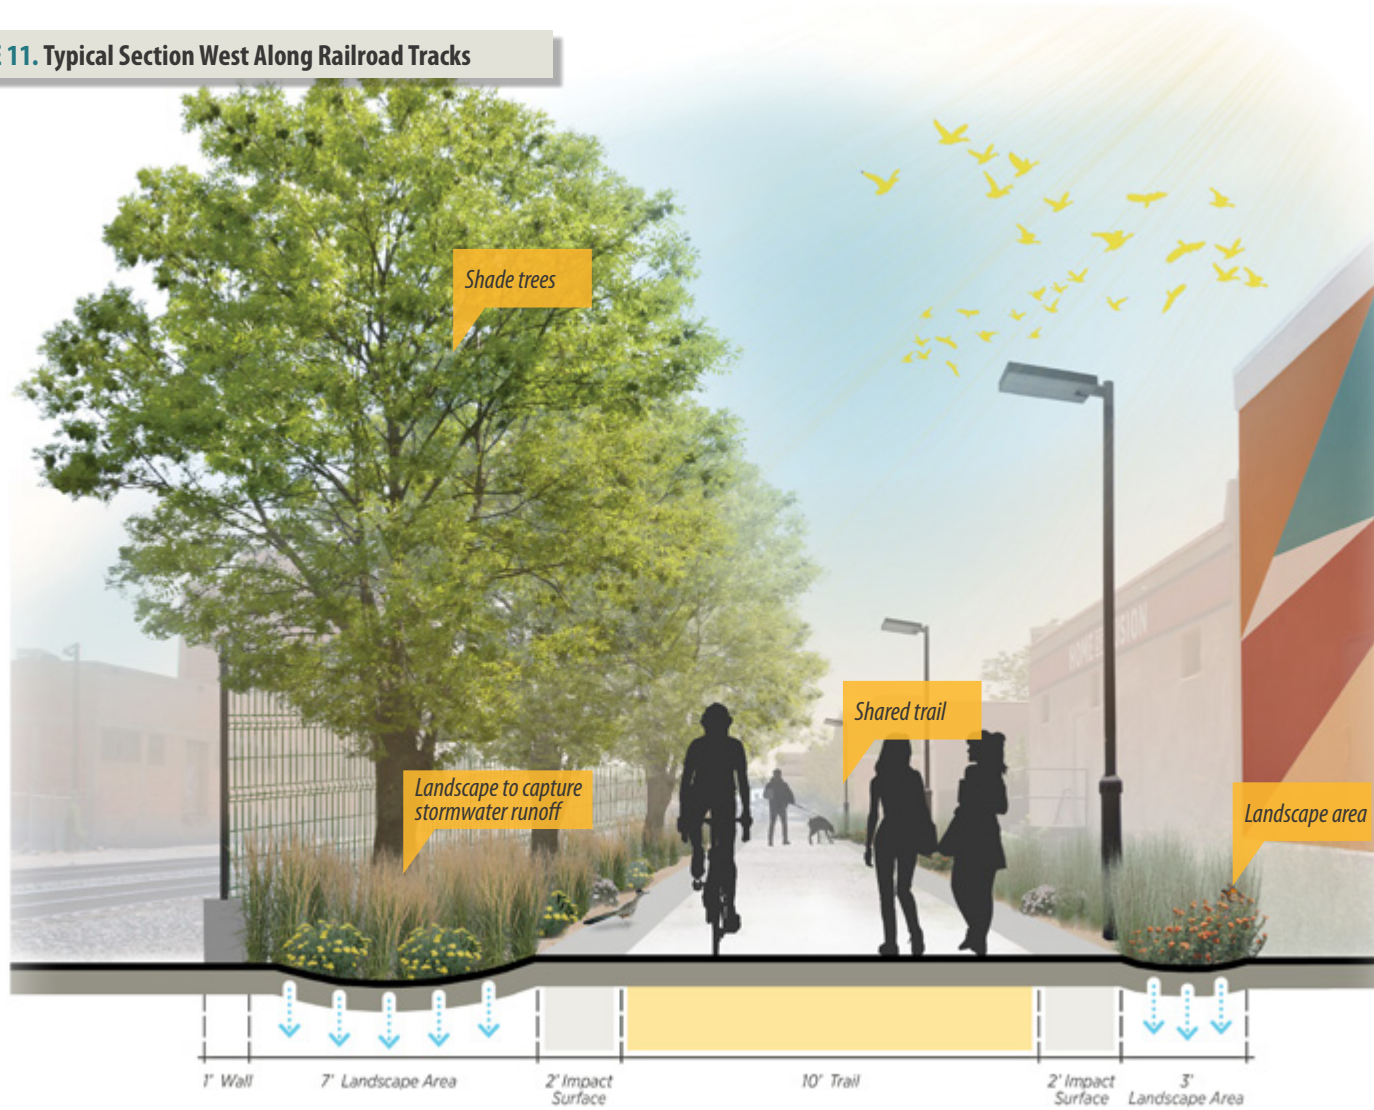 E 11. Typical Section West Along Railroad Tracks
Shade trees
Shared trail
Landscape to capture
stormwater runoff
Landscape area
1' Wall
7' Landscape Area
2' Impact
Surface
10' Trail
2' Impact
Surface
3'
Landscape Area